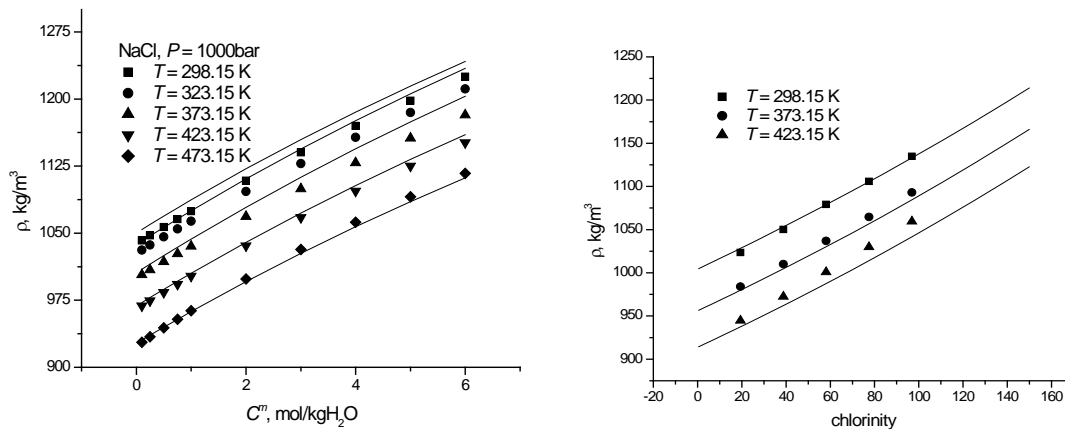 1275
1200
1125
1050
975
900
ρ, kg/m³
NaCl, P = 1000bar
T = 298.15 K
T = 323.15 K
T = 373.15 K
T = 423.15 K
T = 473.15 K
0 2 4 6
Cᵐ, mol/kgH₂O
1250
1200
1150
1100
1050
1000
950
900
ρ, kg/m³
T = 298.15 K
T = 373.15 K
T = 423.15 K
-20 0 20 40 60 80 100 120 140 160
chlorinity